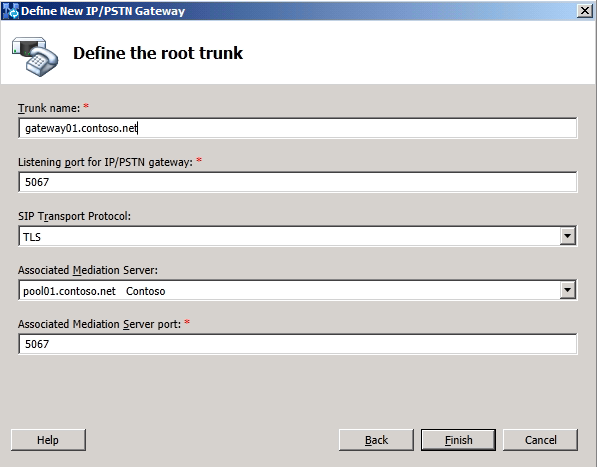 Define New IP/PSTN Gateway
Define the root trunk
Trunk name: *
gateway01.contoso.net
Listening port for IP/PSTN gateway: *
5067
SIP Transport Protocol:
TLS
Associated Mediation Server:
pool01.contoso.net Contoso
Associated Mediation Server port: *
5067
Help Back Finish Cancel